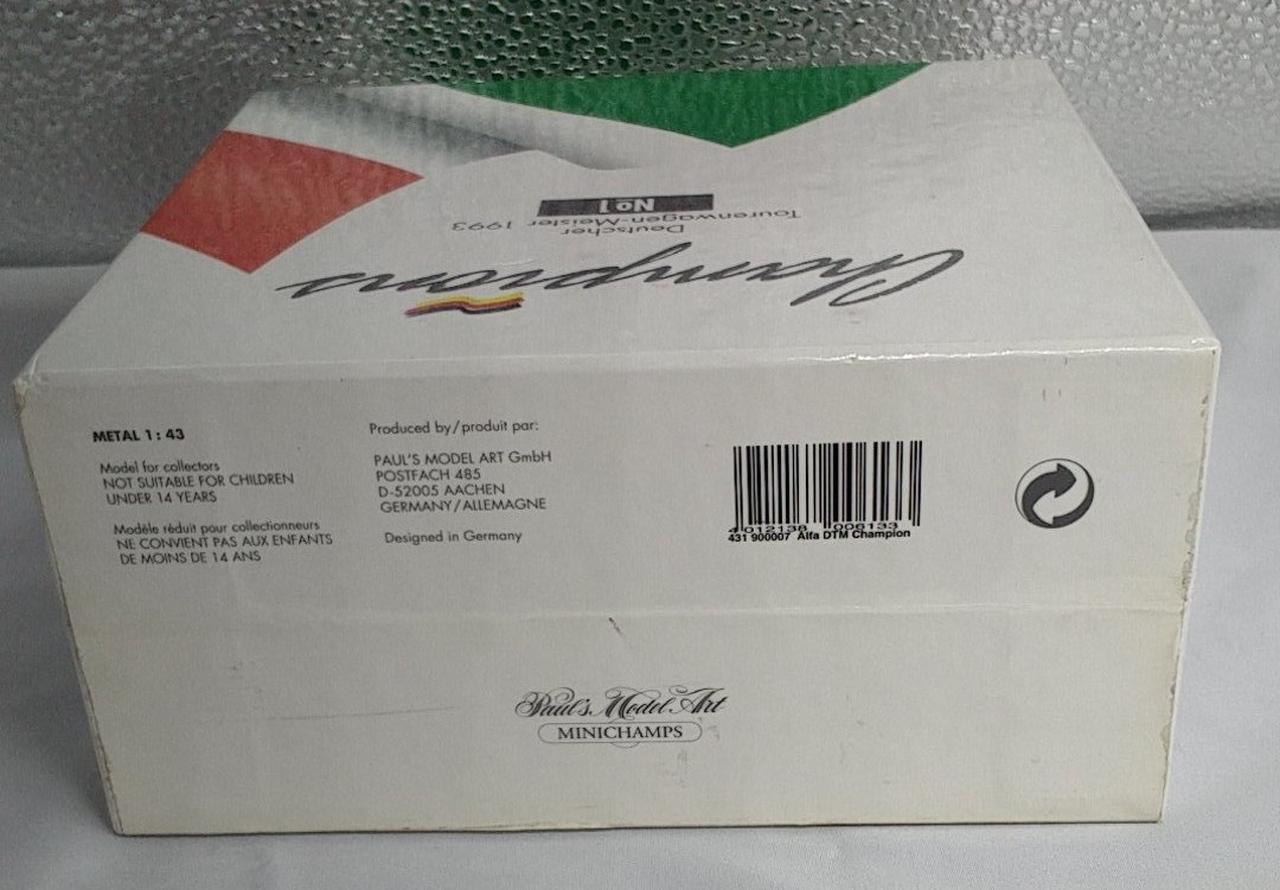 Champions
Deutscher
Tourenwagen-Meister 1993
No1
METAL 1:43
Model for collectors
NOT SUITABLE FOR CHILDREN
UNDER 14 YEARS
Modèle réduit pour collectionneurs
NE CONVIENT PAS AUX ENFANTS
DE MOINS DE 14 ANS
Produced by/produit par:
PAUL'S MODEL ART GmbH
POSTFACH 485
D-52005 AACHEN
GERMANY/ALLEMAGNE
Designed in Germany
4 012138 006133
431 900007 Alfa DTM Champion
Paul's Model Art
MINICHAMPS